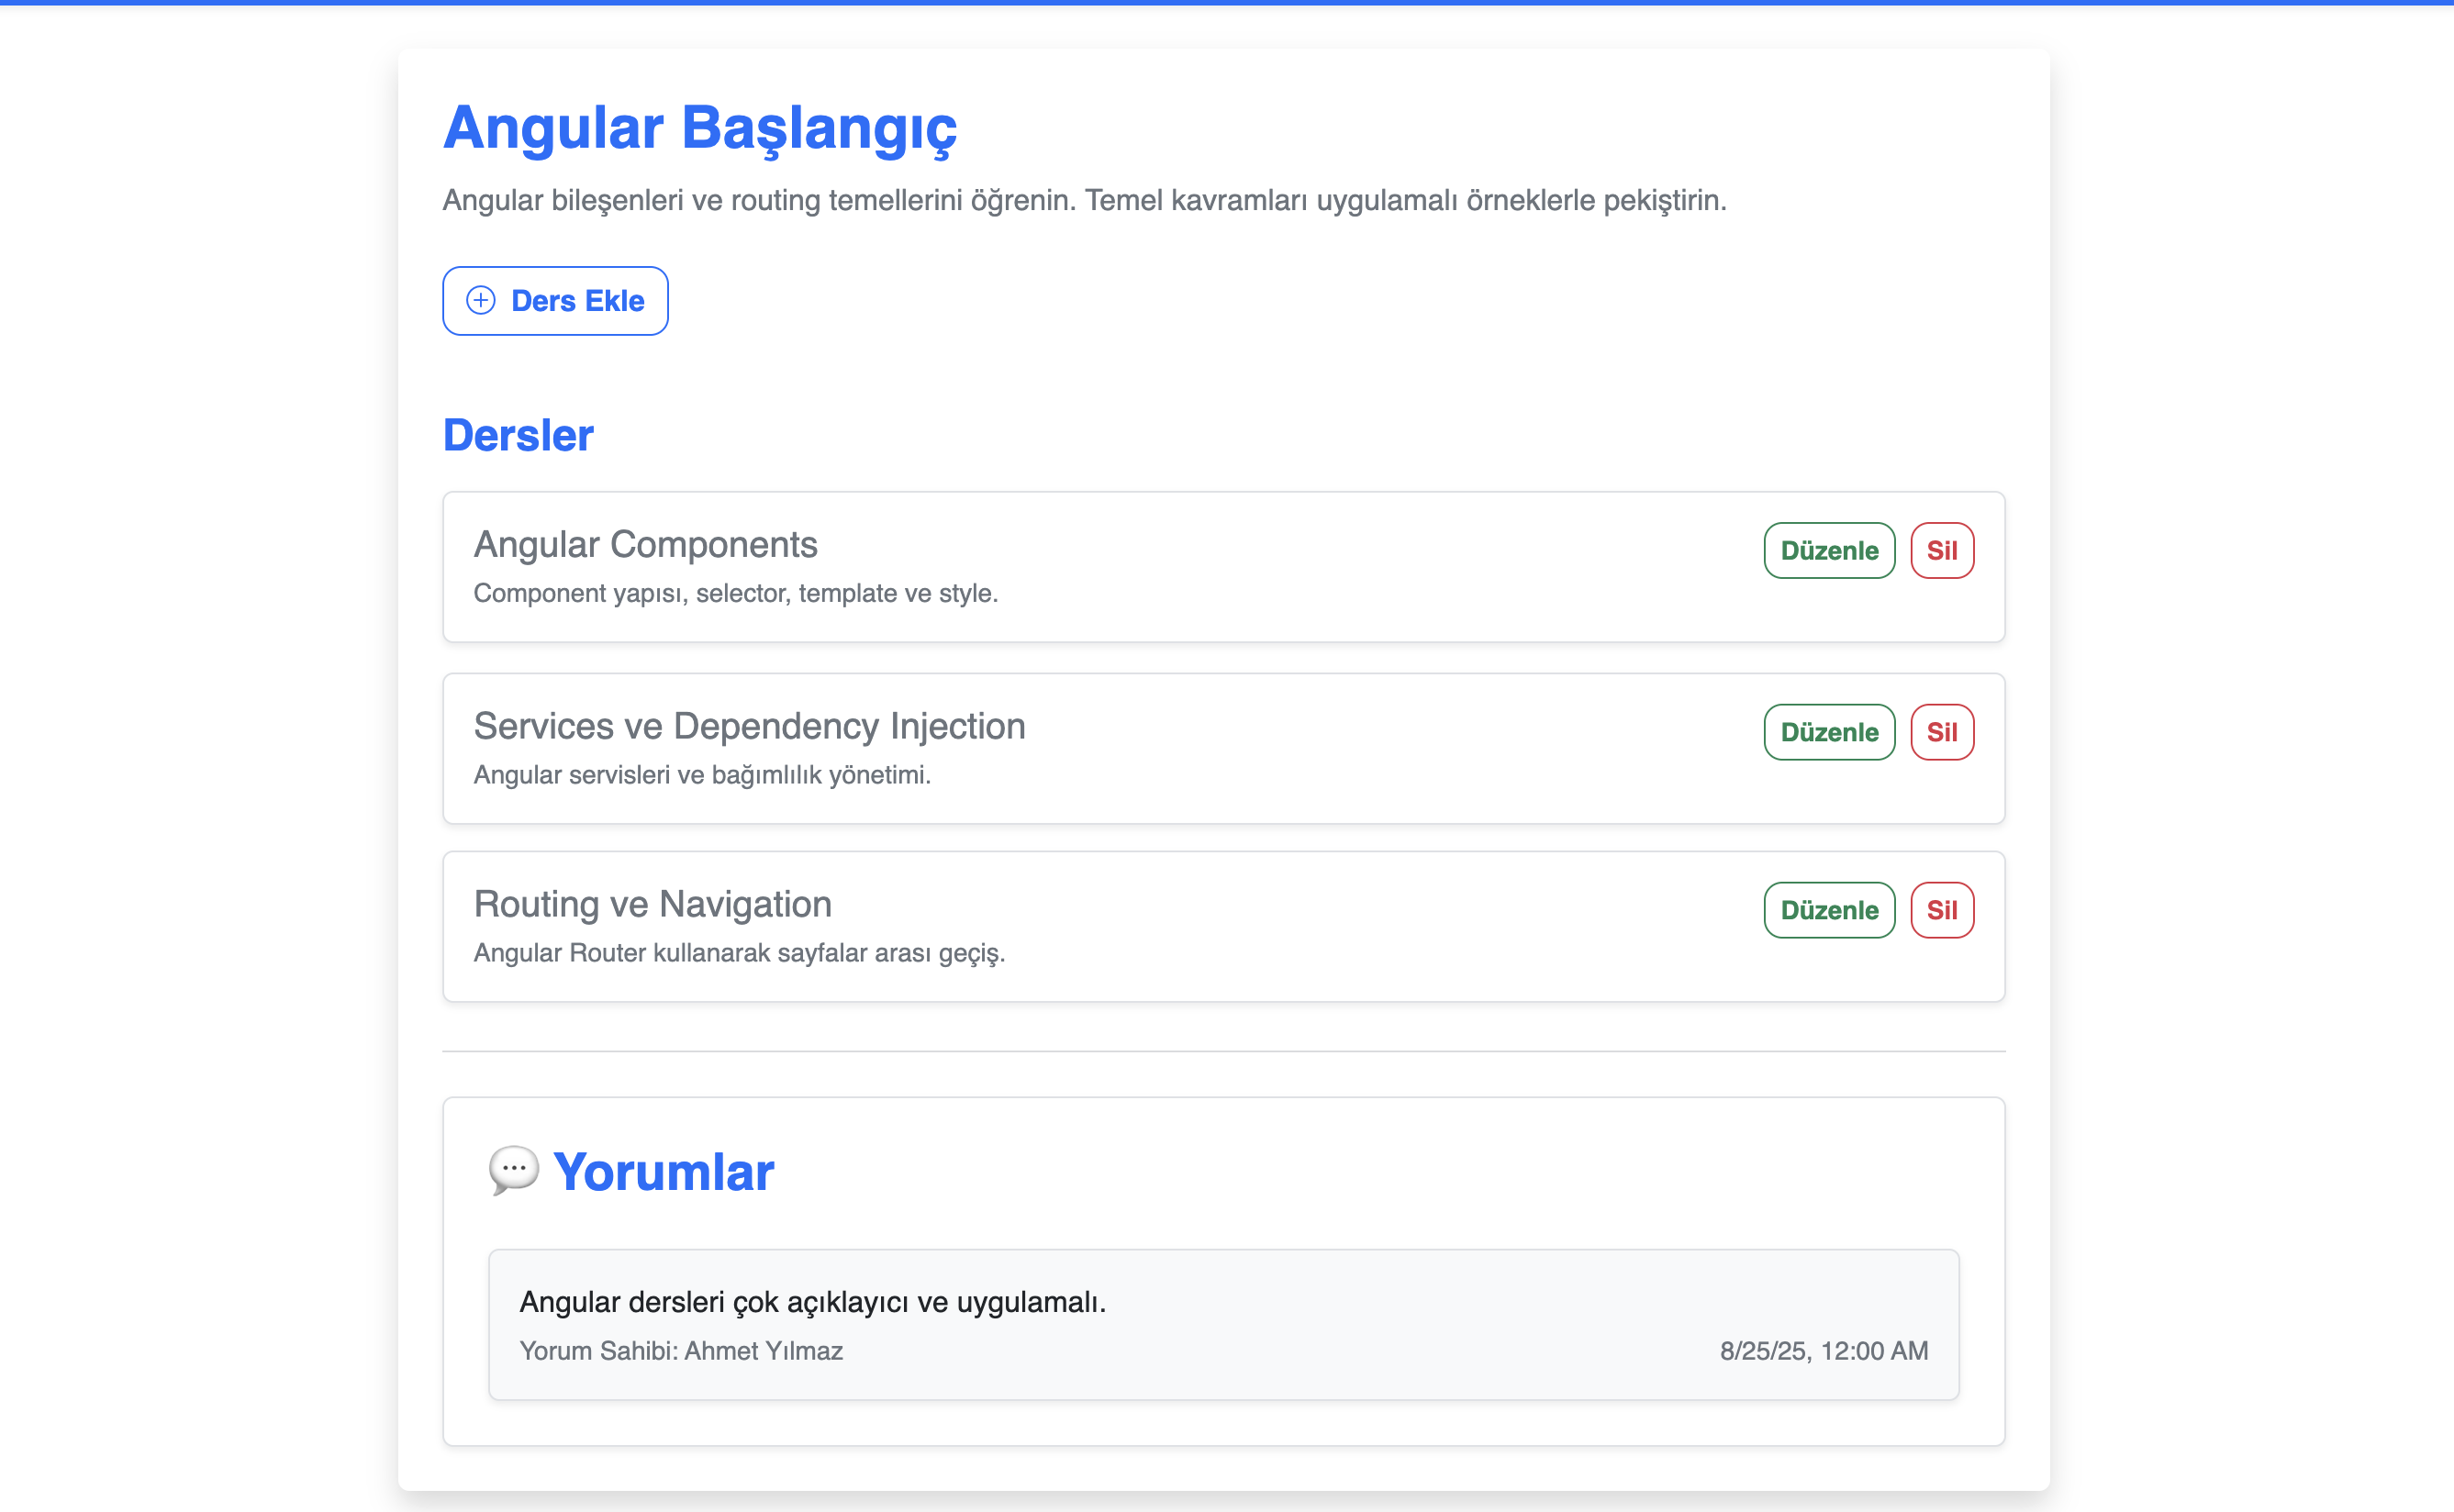 Angular Başlangıç
Angular bileşenleri ve routing temellerini öğrenin. Temel kavramları uygulamalı örneklerle pekiştirin.
Ders Ekle
Dersler
Angular Components
Düzenle Sil
Component yapısı, selector, template ve style.
Services ve Dependency Injection
Düzenle Sil
Angular servisleri ve bağımlılık yönetimi.
Routing ve Navigation
Düzenle Sil
Angular Router kullanarak sayfalar arası geçiş.
Yorumlar
Angular dersleri çok açıklayıcı ve uygulamalı.
Yorum Sahibi: Ahmet Yılmaz 8/25/25, 12:00 AM